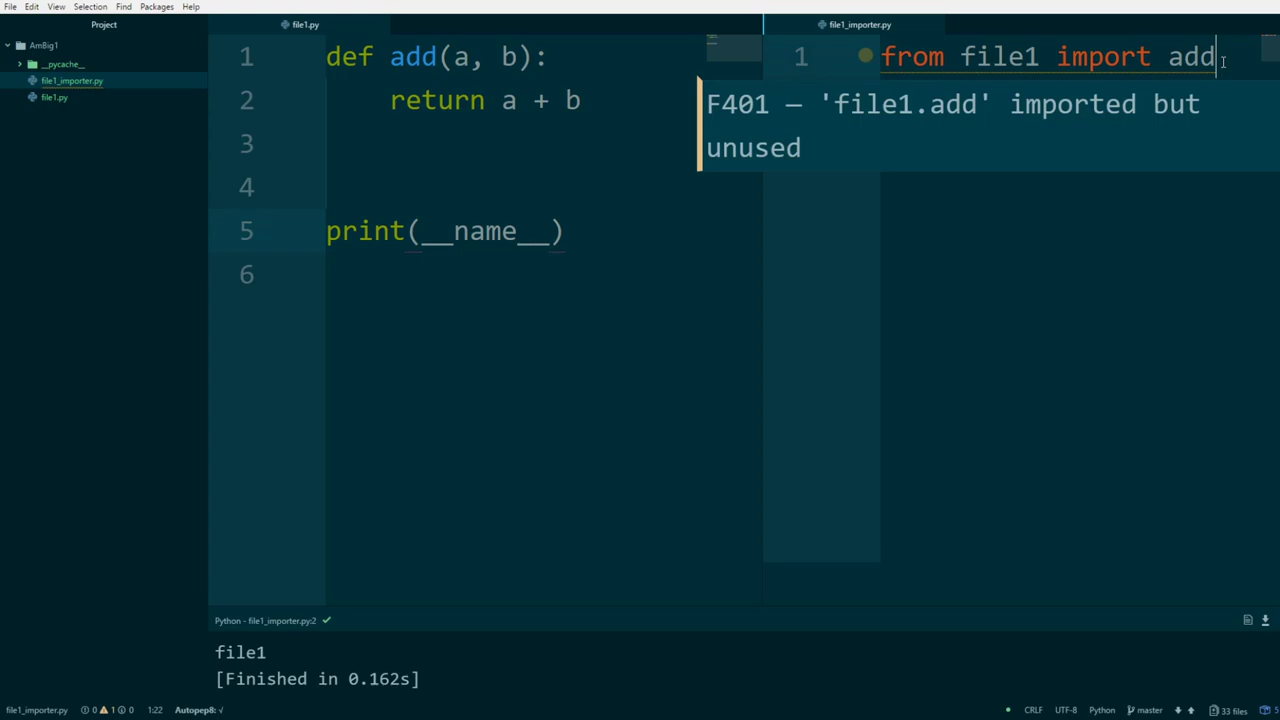 File Edit View Selection Find Packages Help
Project
AmBig1
__pycache__
file1_importer.py
file1.py
file1.py
1 def add(a, b):
2 return a + b
3
4
5 print(__name__)
6
file1_importer.py
1 from file1 import add
F401 — 'file1.add' imported but
unused
Python - file1_importer.py:2
file1
[Finished in 0.162s]
file1_importer.py 0 1 0 1:22 Autopep8: √ CRLF UTF-8 Python master 33 files 5